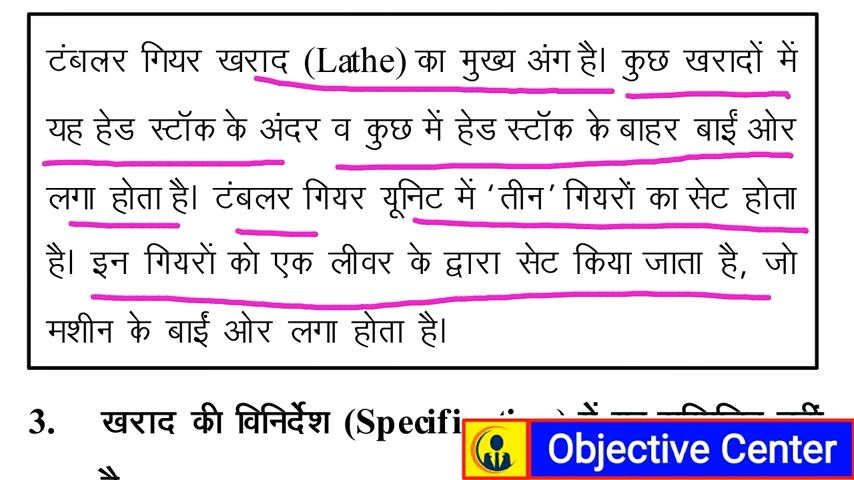 टंबलर गियर खराद (Lathe) का मुख्य अंग है। कुछ खरादों में
यह हेड स्टॉक के अंदर व कुछ में हेड स्टॉक के बाहर बाईं ओर
लगा होता है। टंबलर गियर यूनिट में ‘तीन’ गियरों का सेट होता
है। इन गियरों को एक लीवर के द्वारा सेट किया जाता है, जो
मशीन के बाईं ओर लगा होता है।
3. खराद की विनिर्देश
Objective Center